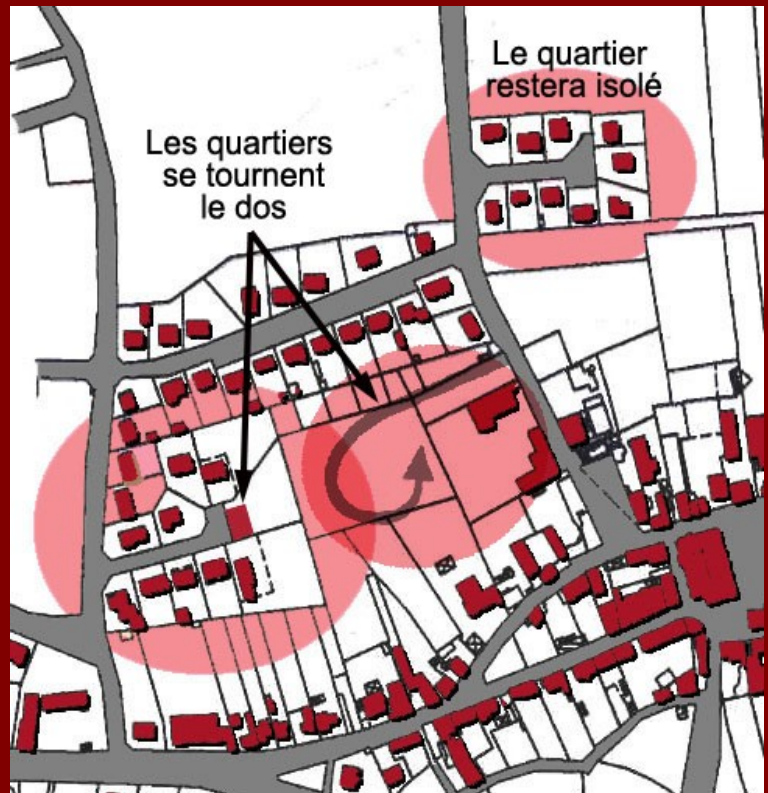 Le quartier
restera isolé
Les quartiers
se tournent
le dos